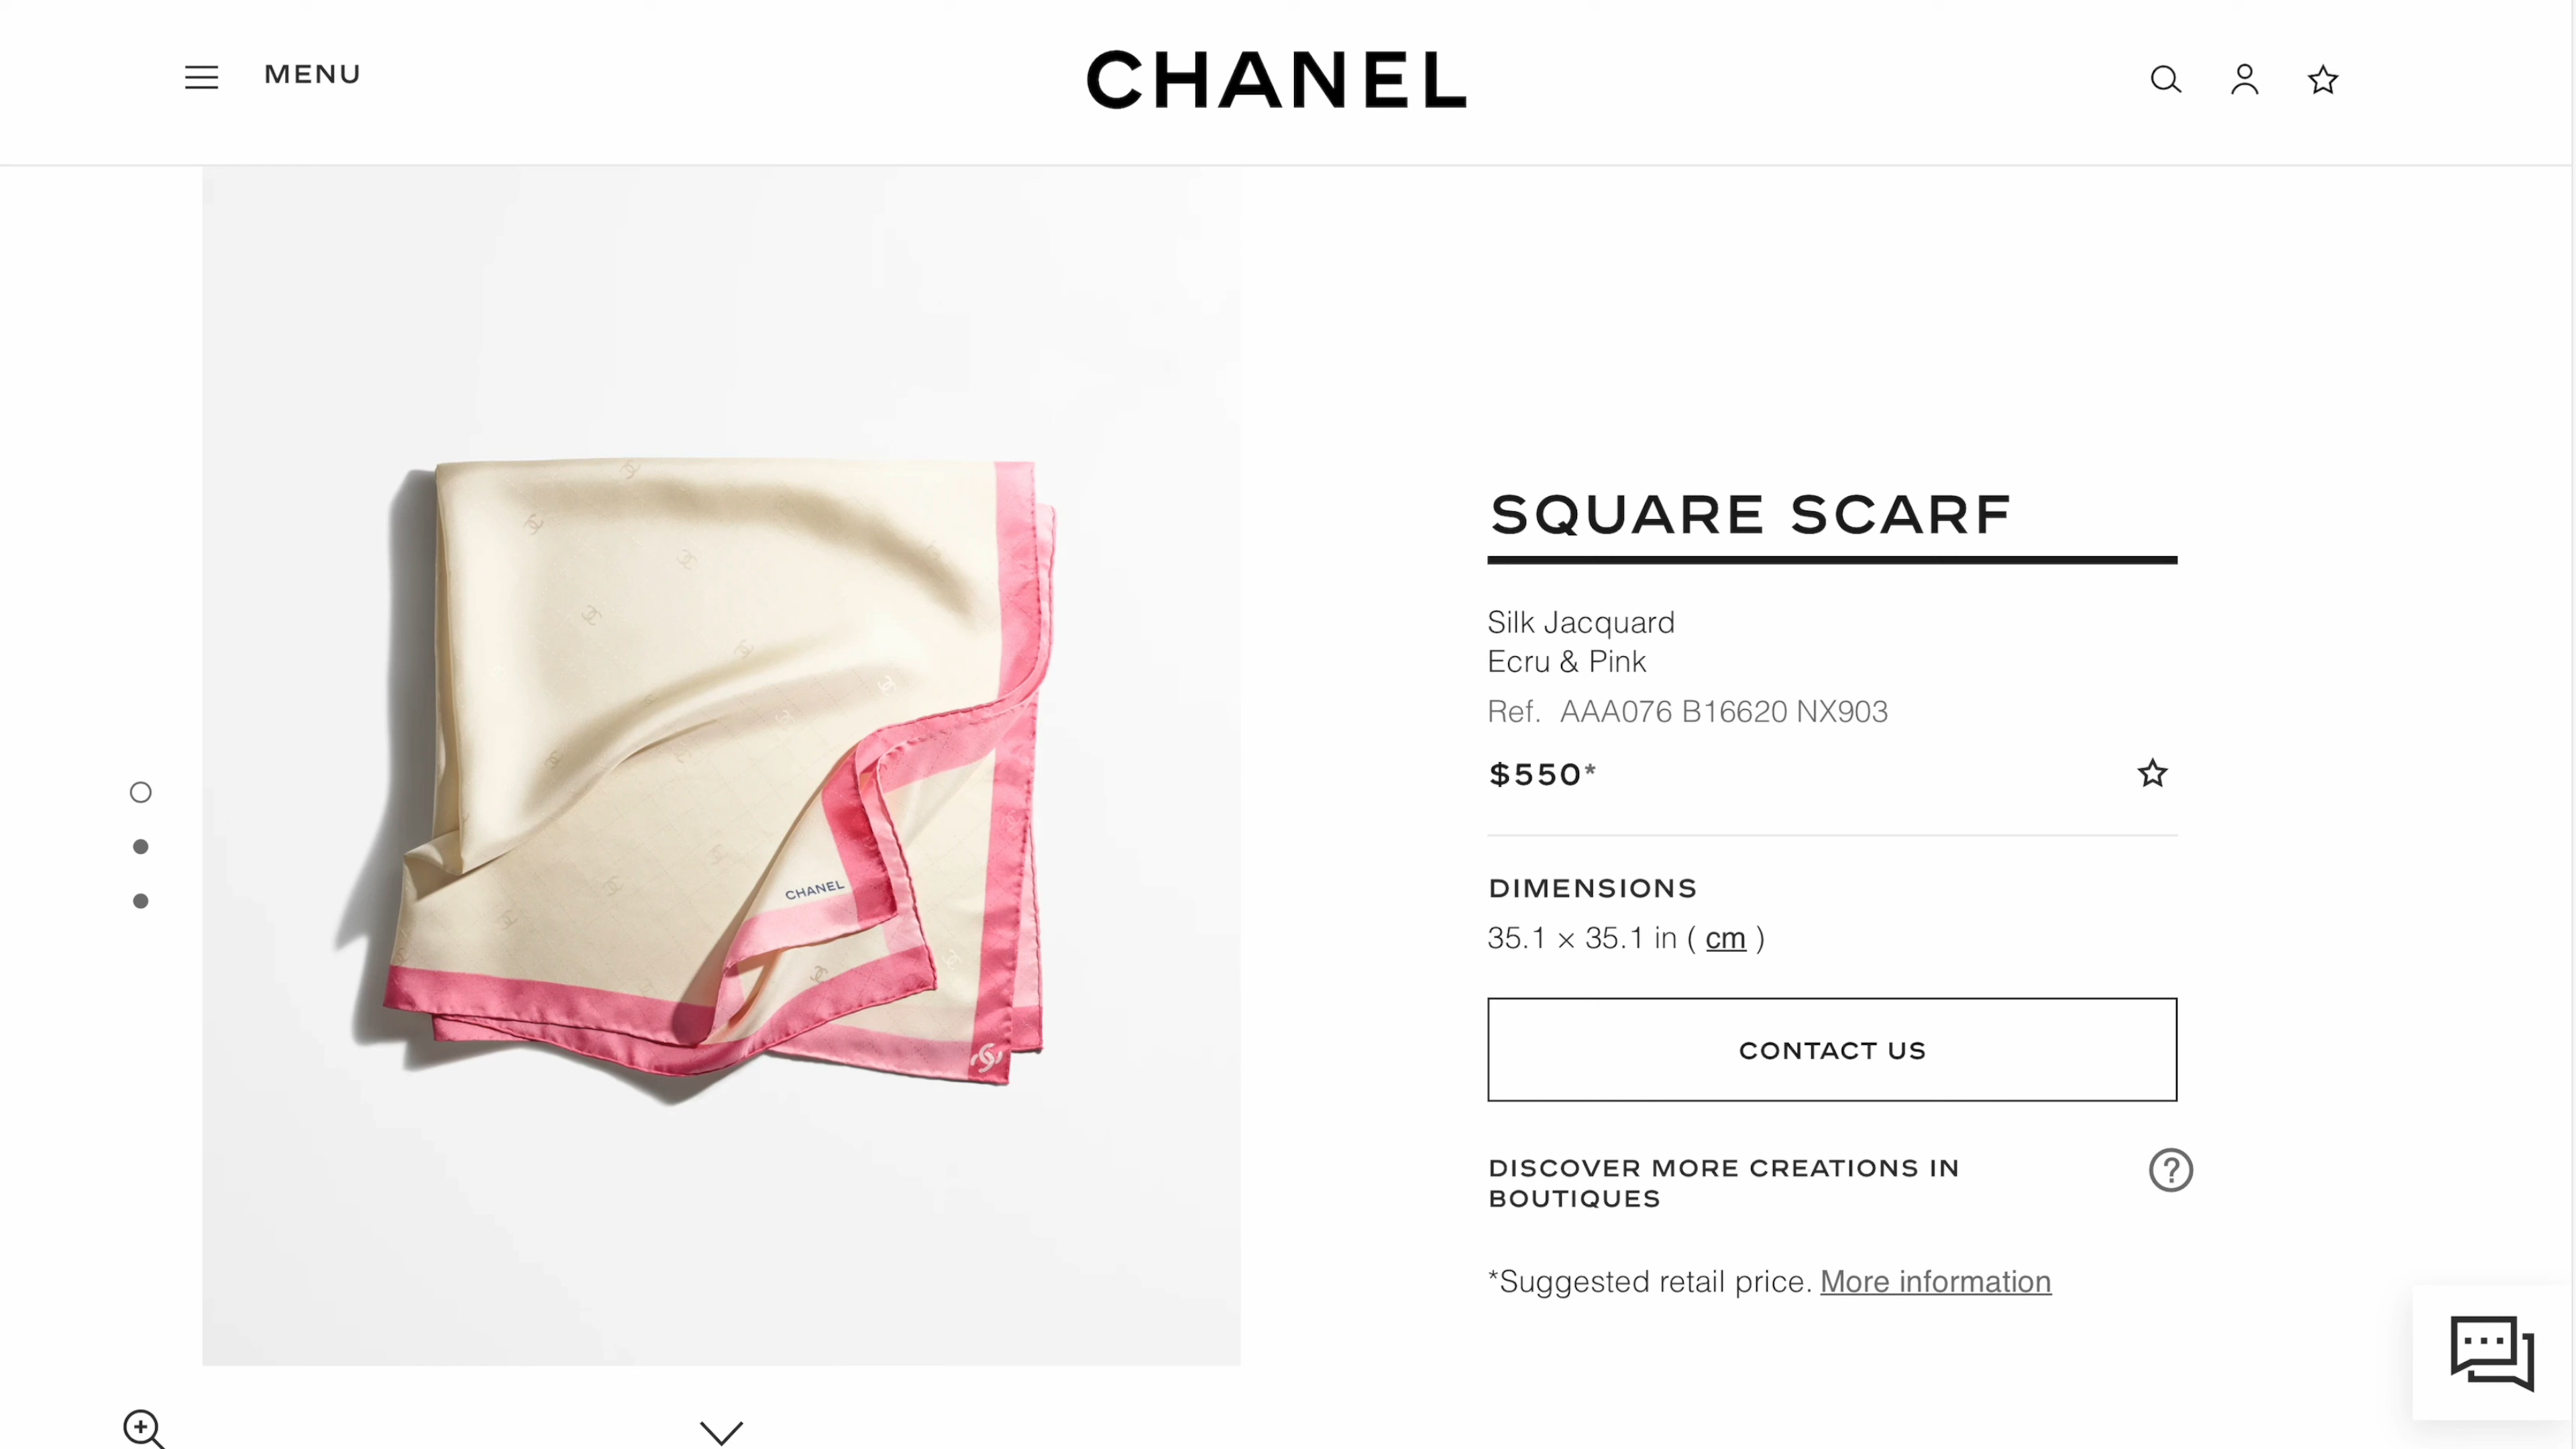 MENU
CHANEL
CHANEL
SQUARE SCARF
Silk Jacquard
Ecru & Pink
Ref. AAA076 B16620 NX903
$550*
DIMENSIONS
35.1 × 35.1 in ( cm )
CONTACT US
DISCOVER MORE CREATIONS IN
BOUTIQUES
?
*Suggested retail price. More information